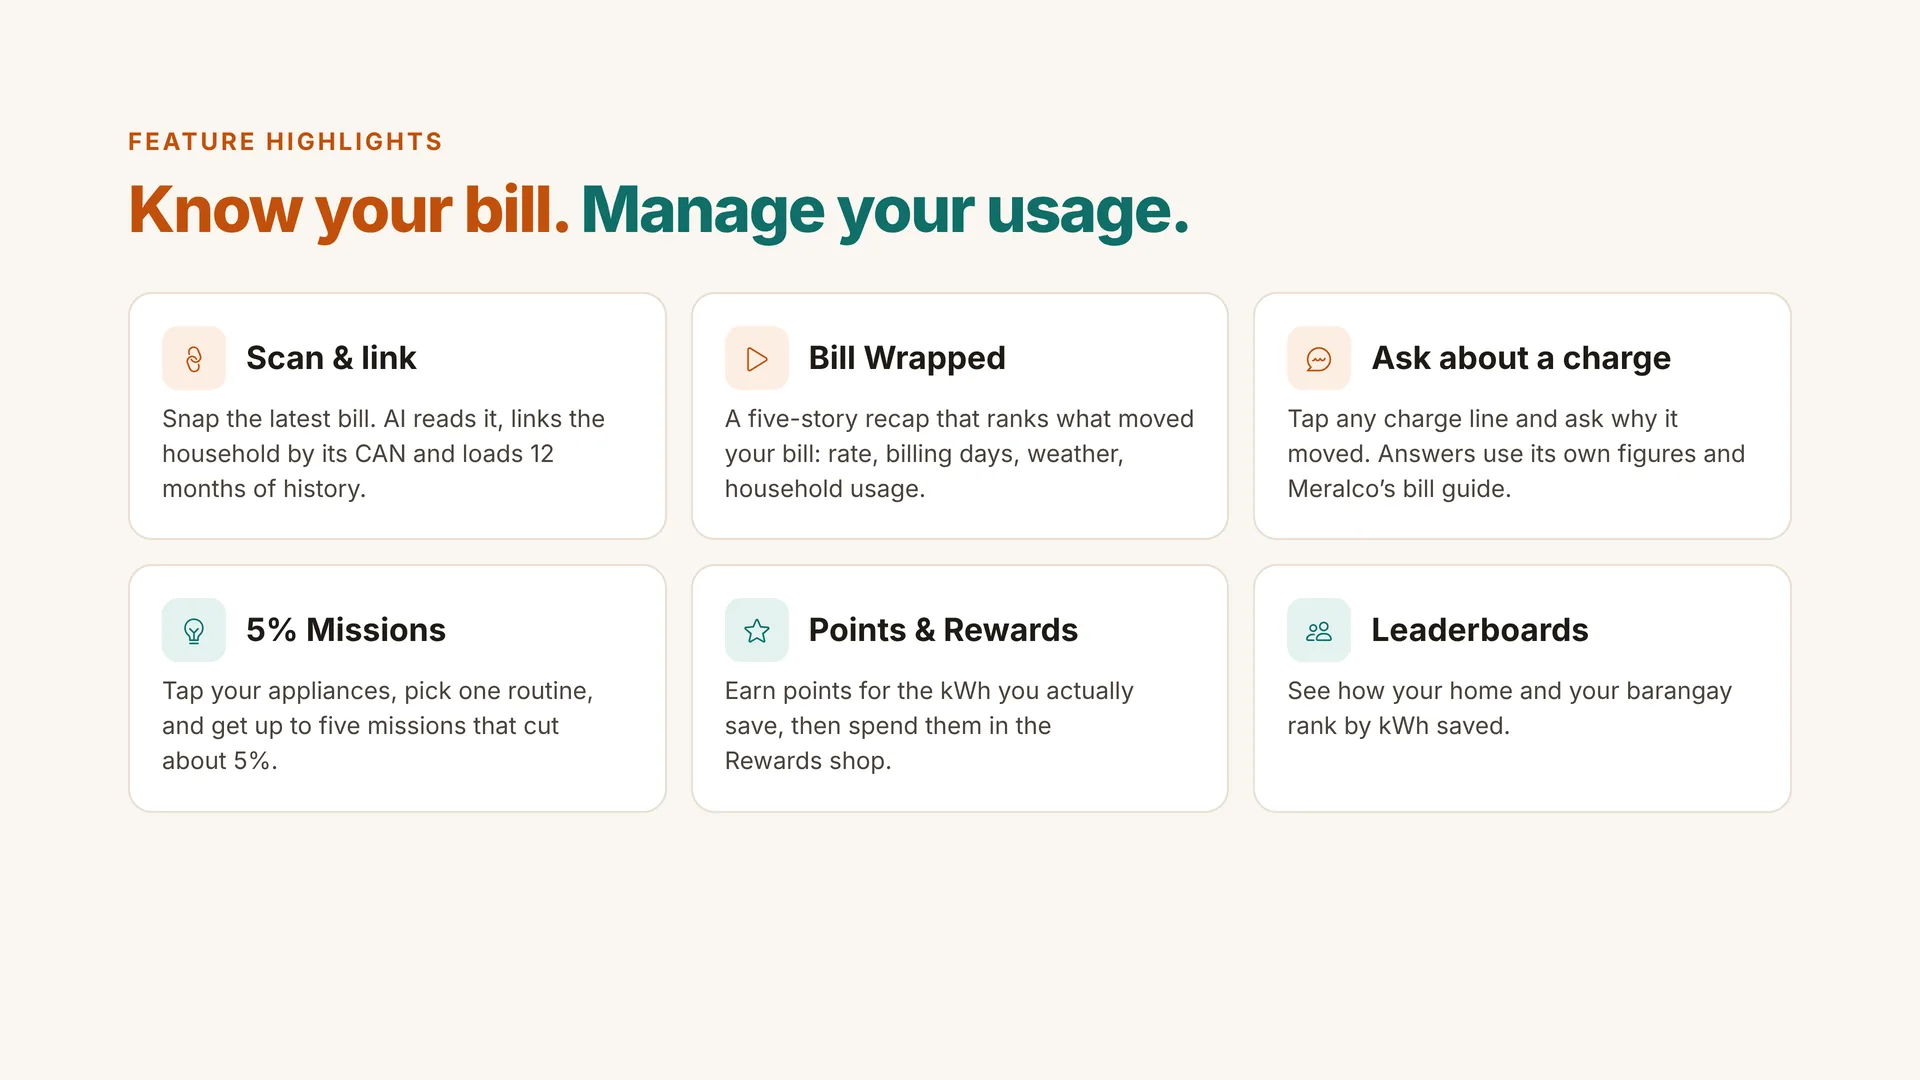 FEATURE HIGHLIGHTS
Know your bill. Manage your usage.
Scan & link
Snap the latest bill. AI reads it, links the
household by its CAN and loads 12
months of history.
Bill Wrapped
A five-story recap that ranks what moved
your bill: rate, billing days, weather,
household usage.
Ask about a charge
Tap any charge line and ask why it
moved. Answers use its own figures and
Meralco’s bill guide.
5% Missions
Tap your appliances, pick one routine,
and get up to five missions that cut
about 5%.
Points & Rewards
Earn points for the kWh you actually
save, then spend them in the
Rewards shop.
Leaderboards
See how your home and your barangay
rank by kWh saved.